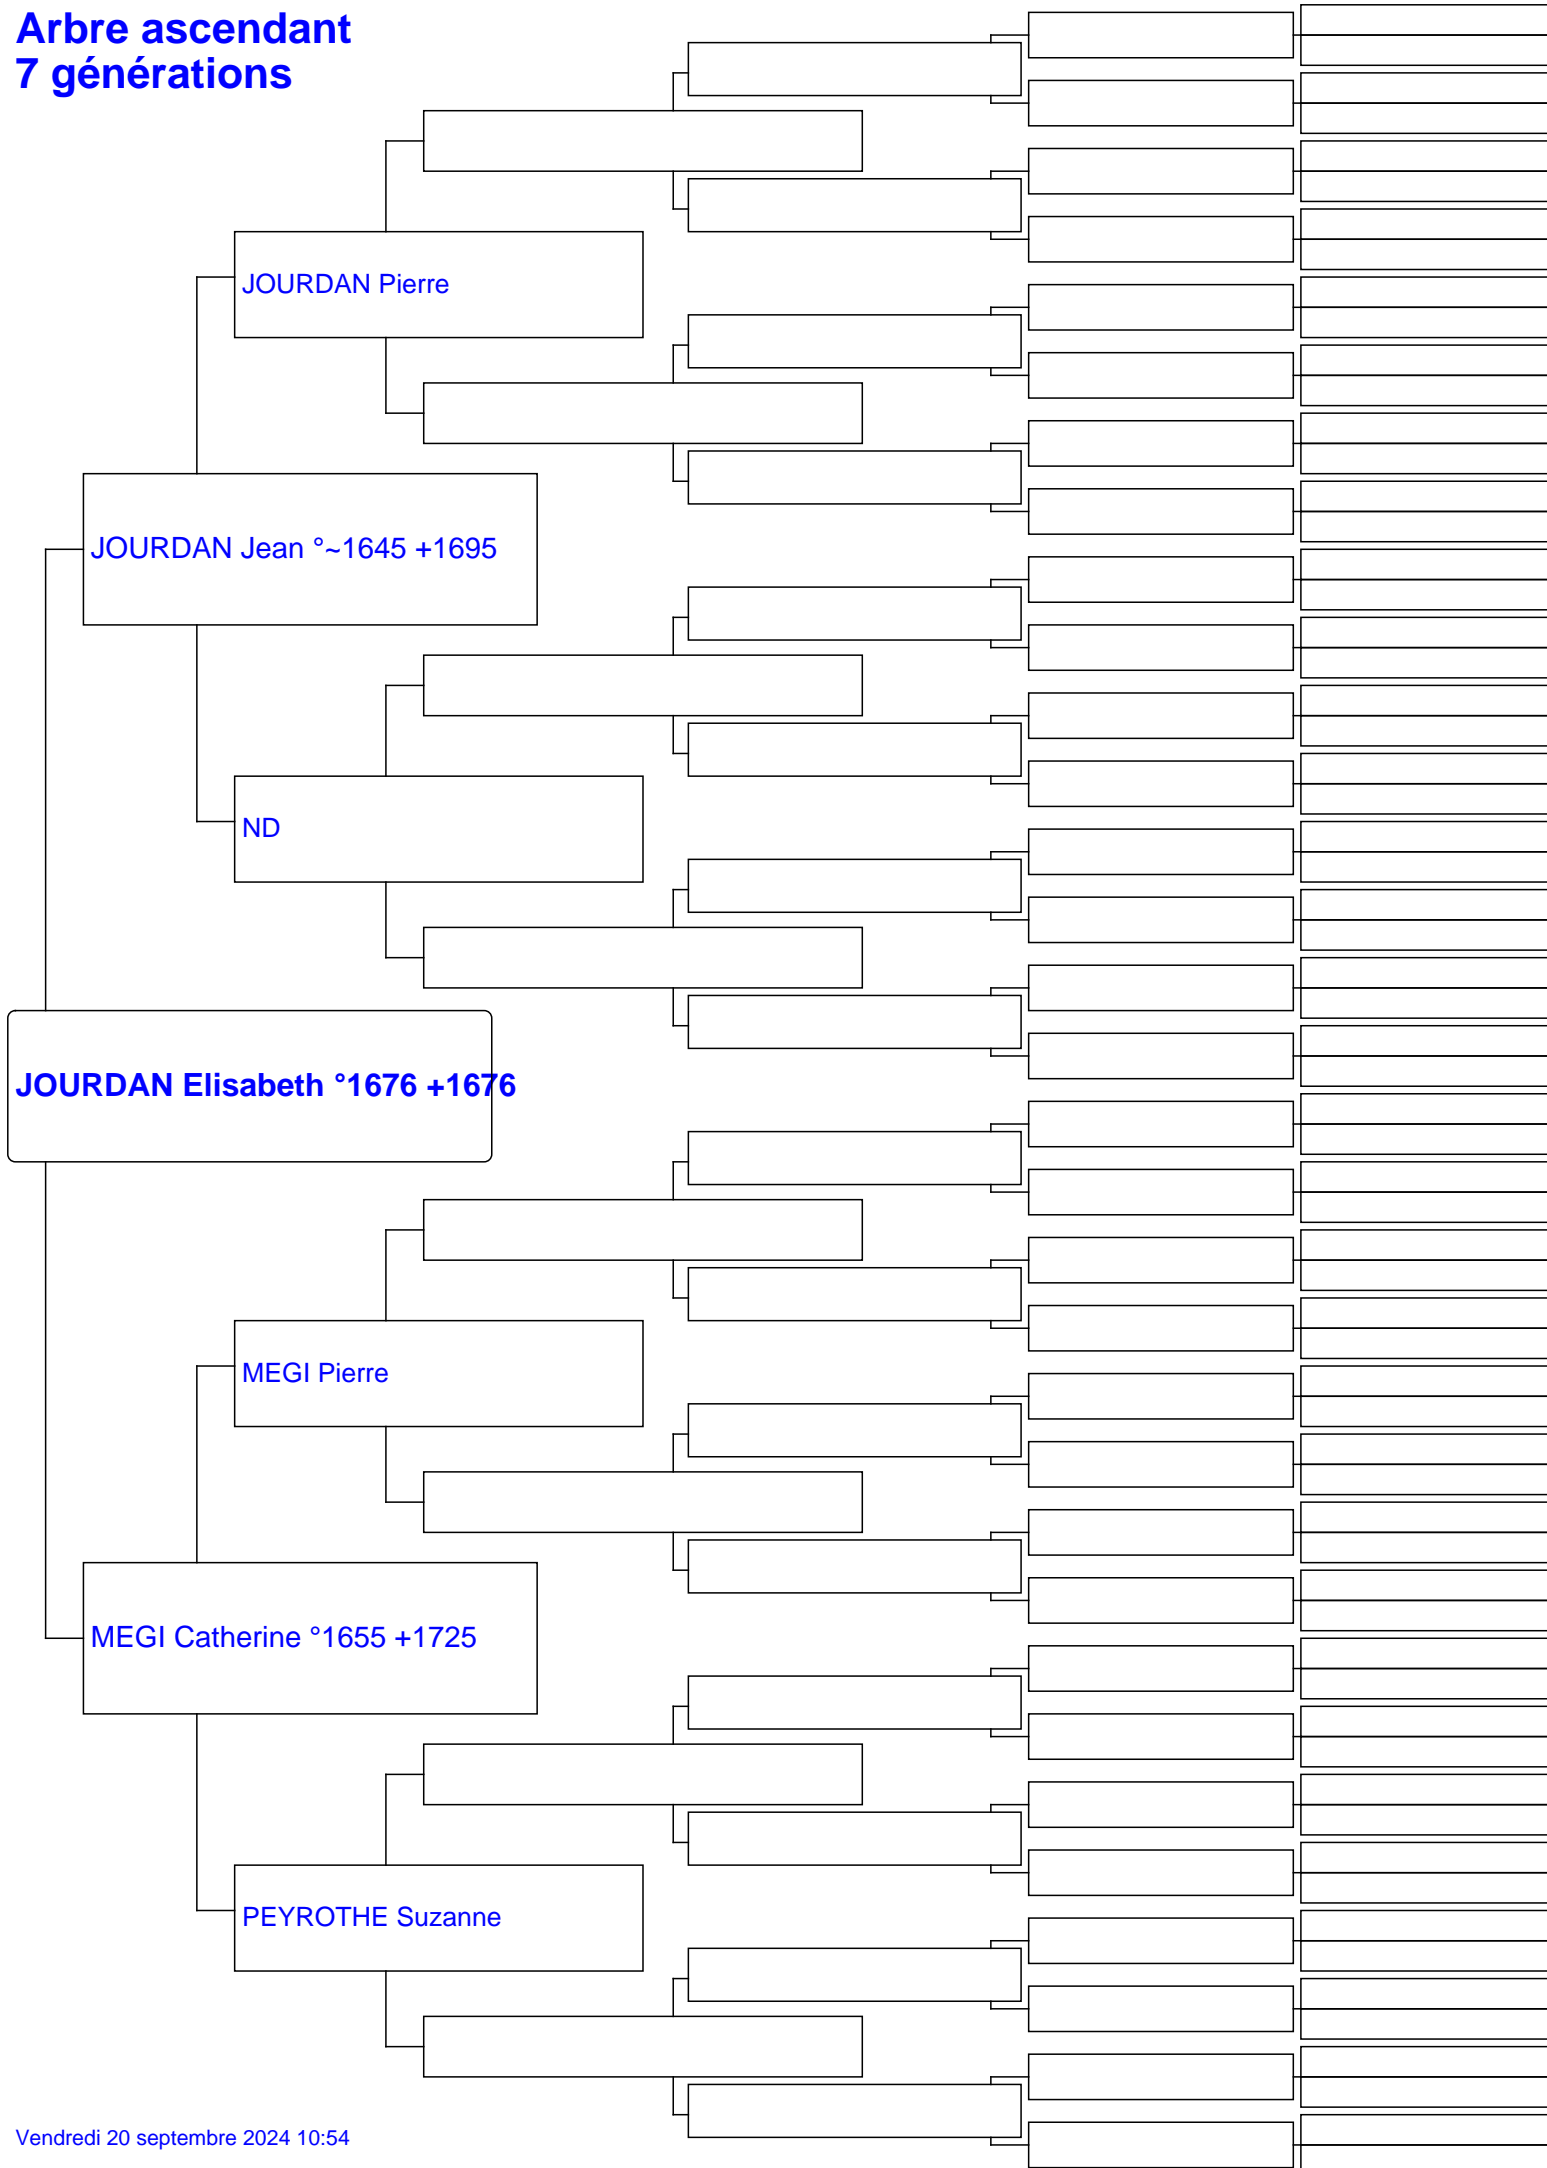 Arbre ascendant
7 générations
JOURDAN Pierre
JOURDAN Jean °~1645 +1695
ND
JOURDAN Elisabeth °1676 +1676
MEGI Pierre
MEGI Catherine °1655 +1725
PEYROTHE Suzanne
Vendredi 20 septembre 2024 10:54